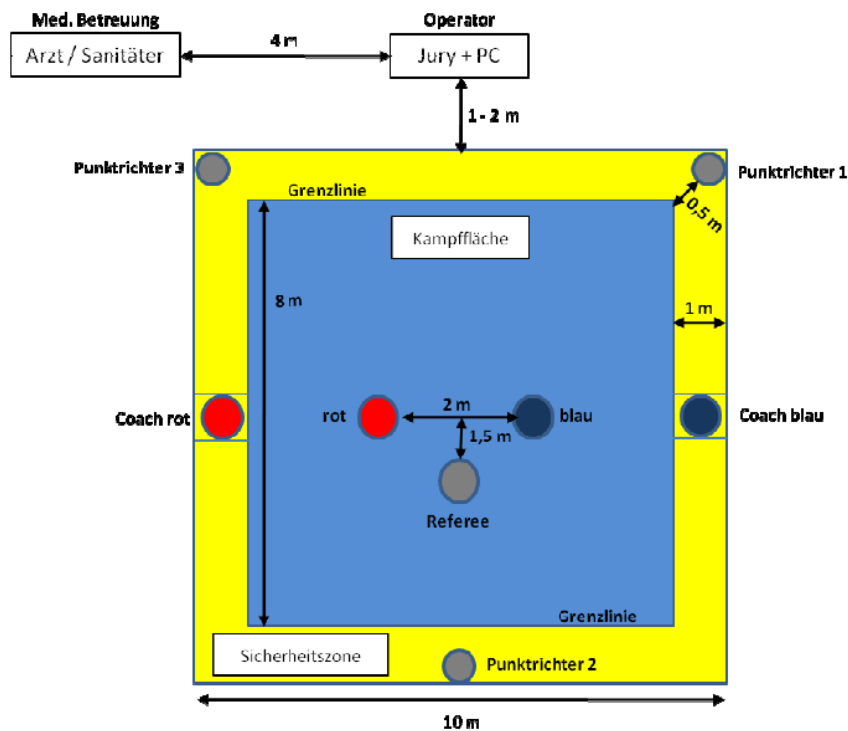 Med. Betreuung
Operator
Arzt / Sanitäter
4 m
Jury + PC
1 - 2 m
Punktrichter 3
Punktrichter 1
Grenzlinie
0,5 m
Kampffläche
8 m
1 m
Coach rot
rot
2 m
blau
Coach blau
1,5 m
Referee
Grenzlinie
Sicherheitszone
Punktrichter 2
10 m